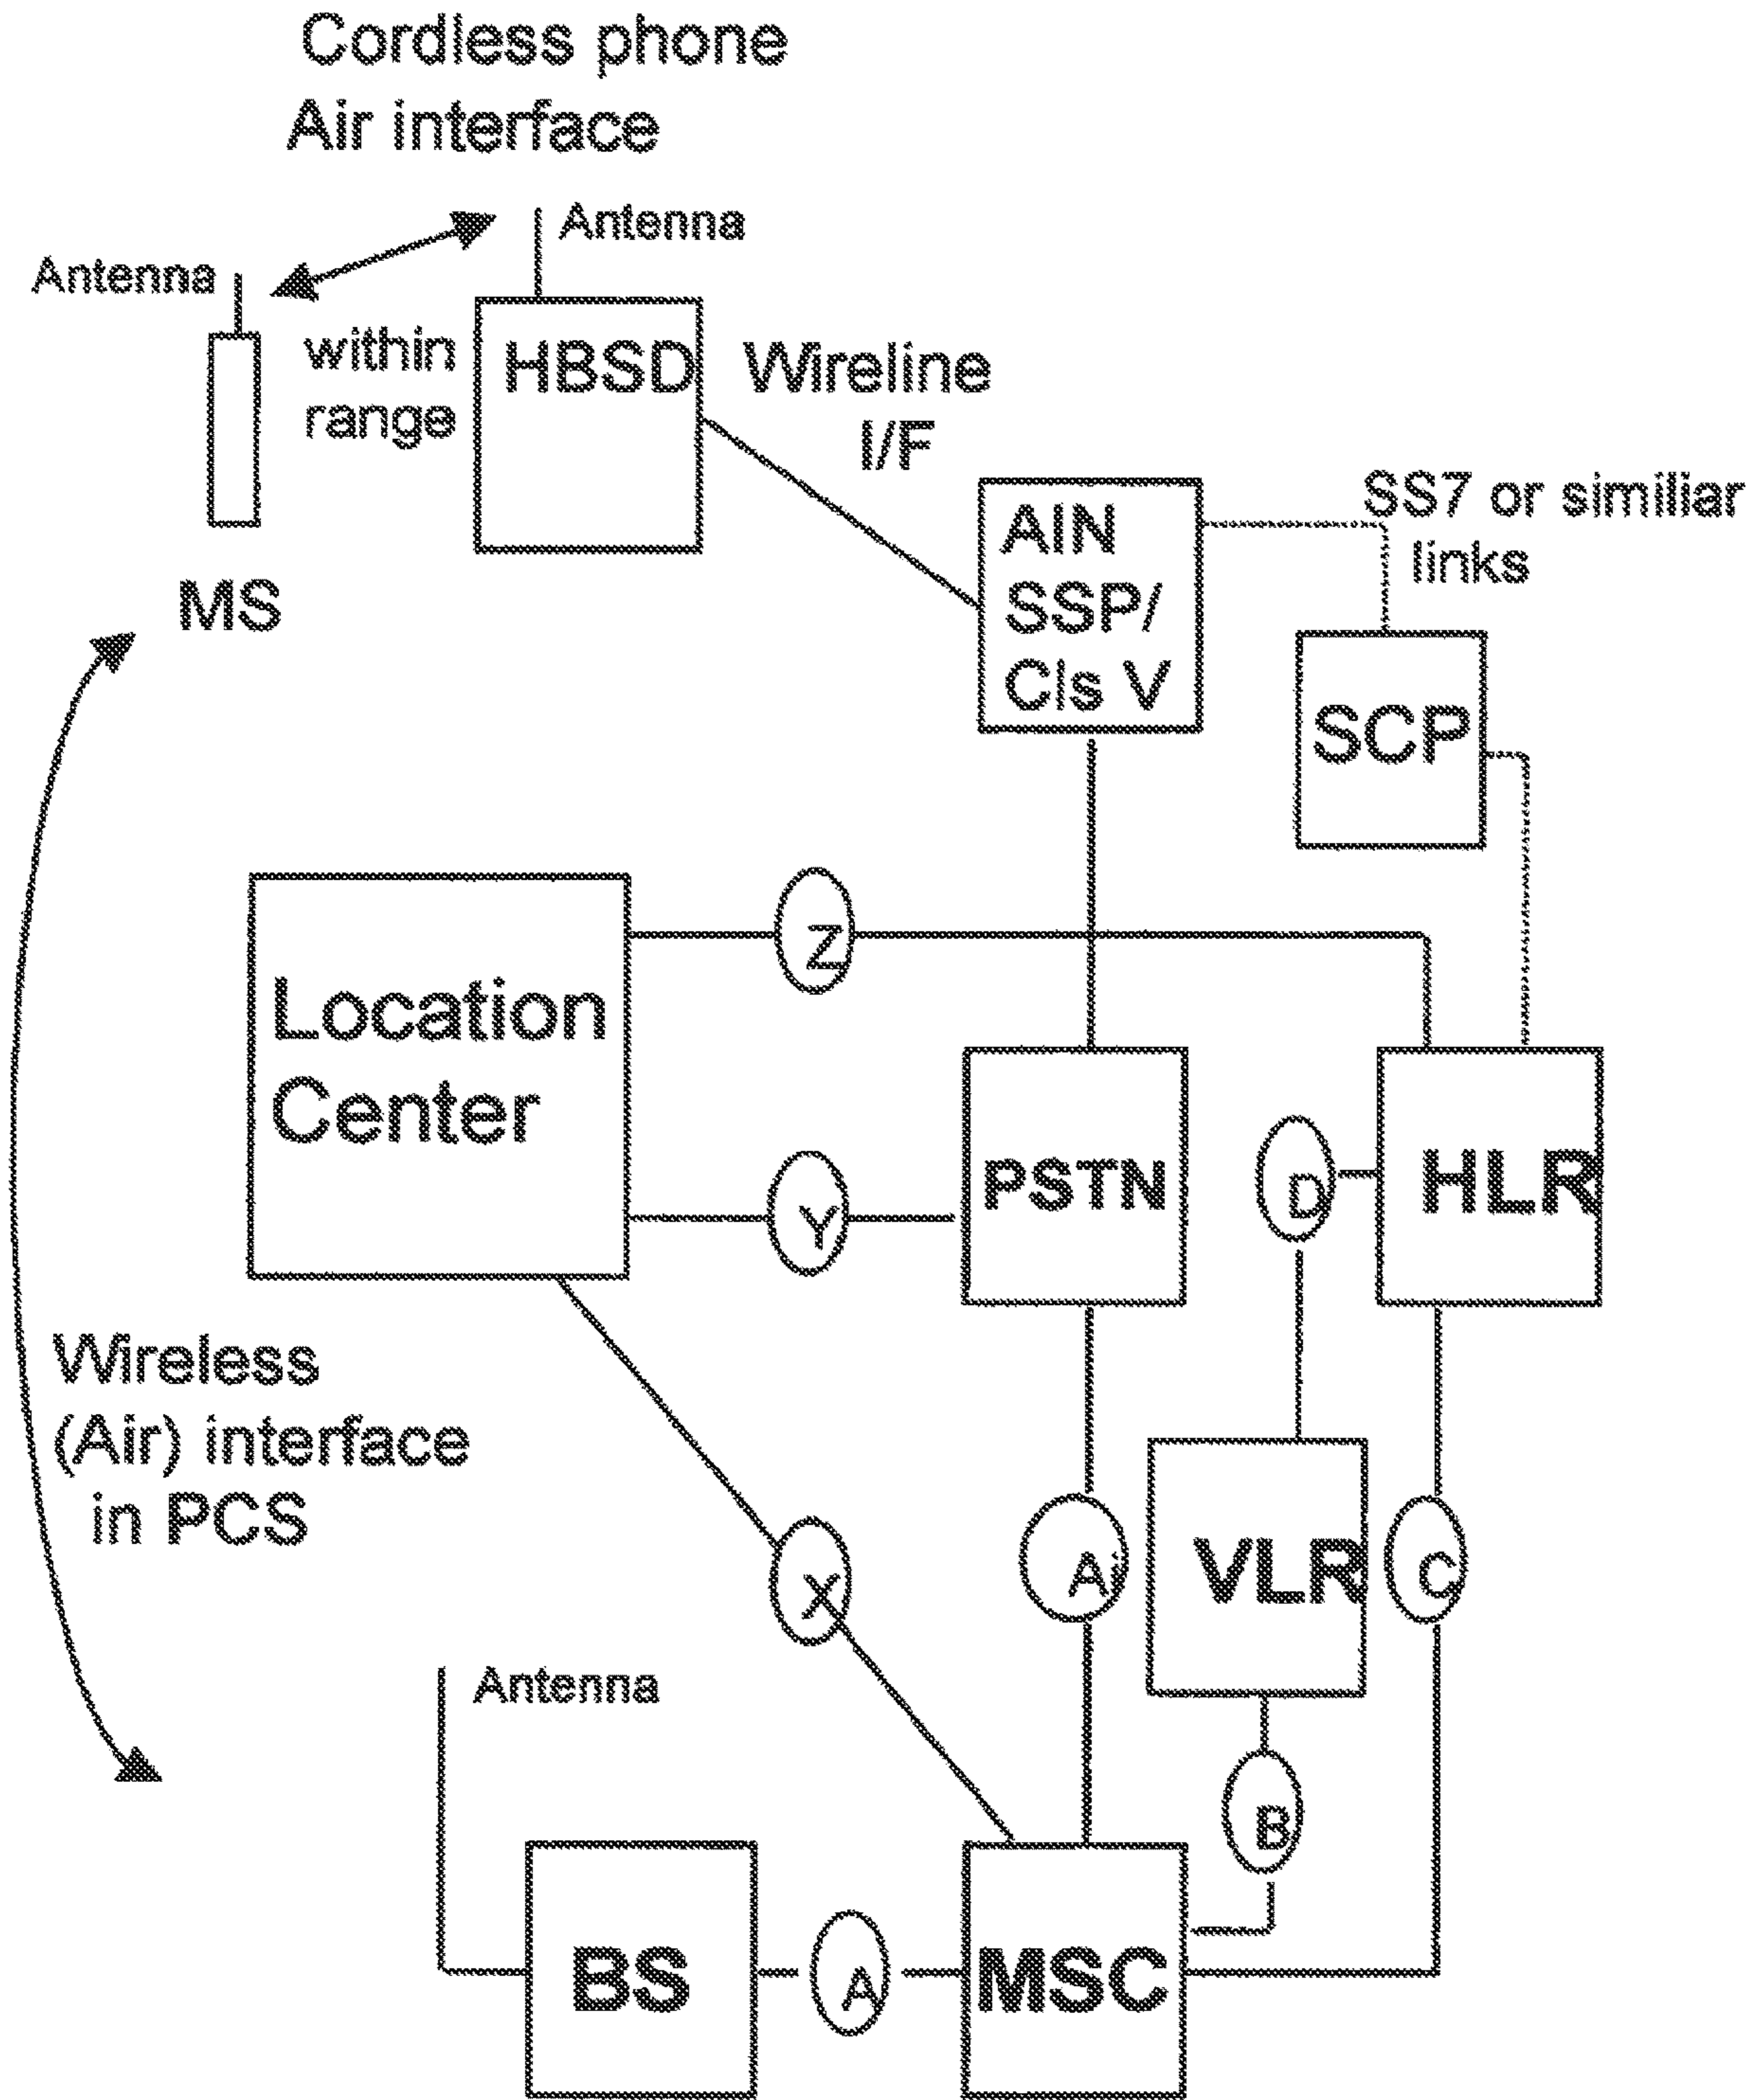 Cordless phone
Air interface
Antenna
Antenna
within
range
HBSD
Wireline
I/F
MS
AIN
SSP/
Cls V
SS7 or similiar
links
SCP
Location
Center
Z
Y
PSTN
D
HLR
Wireless
(Air) interface
in PCS
X
Ai
VLR
C
Antenna
B
BS
A
MSC